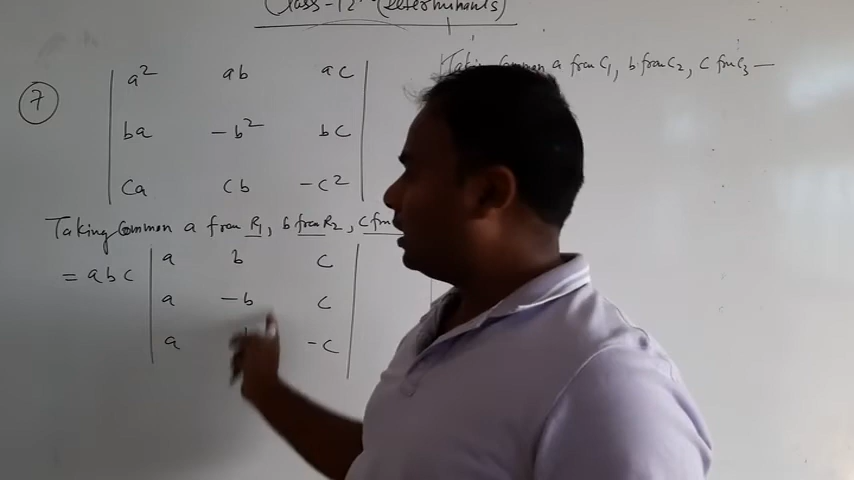 Class-12th (Determinants)
7
a² ab ac
ba -b² bc
Ca Cb -C²
Taking Common a from R₁, b from R₂, C from
= abc
a b C
a -b C
a -C
Taking Common a from C₁, b from C₂, C from C₃ —